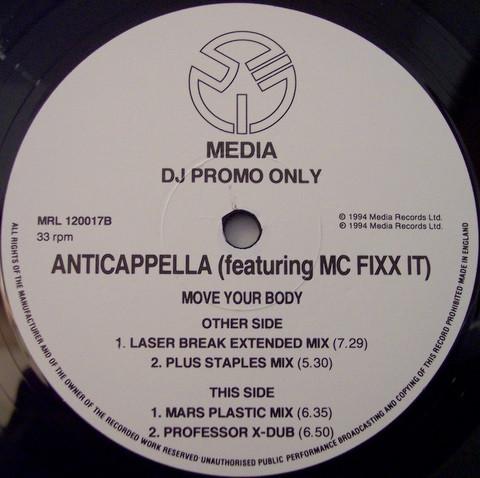 MEDIA
DJ PROMO ONLY
MRL 120017B
33 rpm
© 1994 Media Records Ltd.
℗ 1994 Media Records Ltd.
ANTICAPPELLA (featuring MC FIXX IT)
MOVE YOUR BODY
OTHER SIDE
1. LASER BREAK EXTENDED MIX (7.29)
2. PLUS STAPLES MIX (5.30)
THIS SIDE
1. MARS PLASTIC MIX (6.35)
2. PROFESSOR X-DUB (6.50)
ALL RIGHTS OF THE MANUFACTURER AND OF THE OWNER OF THE RECORDED WORK RESERVED UNAUTHORISED PUBLIC PERFORMANCE BROADCASTING AND COPYING OF THIS RECORD PROHIBITED MADE IN ENGLAND